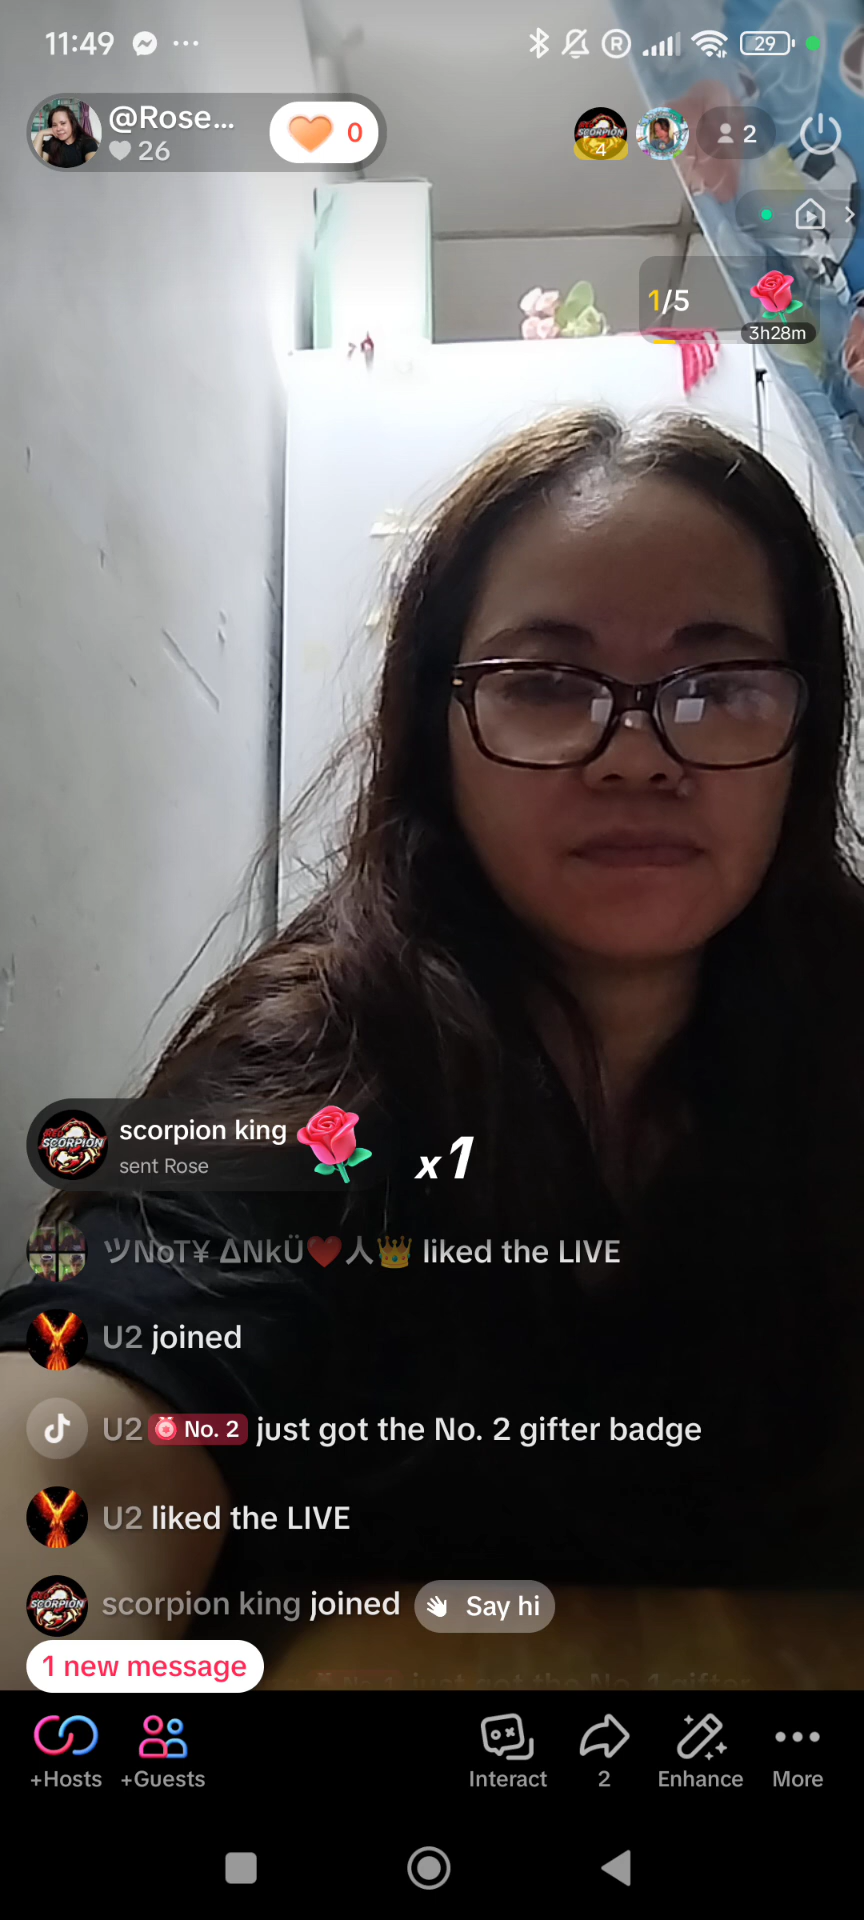 11:49
29
@Rose...
26
0
4
2
1/5
3h28m
scorpion king
sent Rose
x1
ツNoT¥ ΔNkÜ❤️人👑 liked the LIVE
U2 joined
U2 No. 2 just got the No. 2 gifter badge
U2 liked the LIVE
scorpion king joined Say hi
1 new message
+Hosts
+Guests
Interact
2
Enhance
More